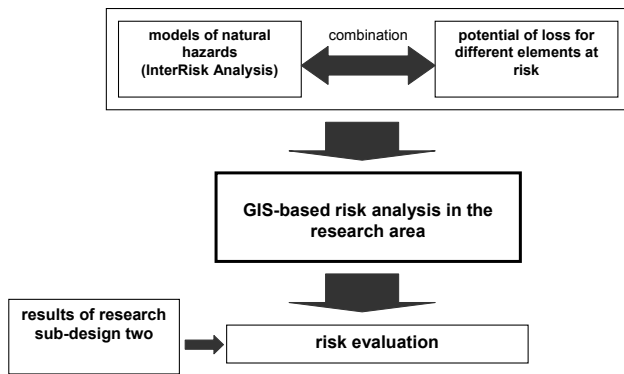 models of natural
hazards
(InterRisk Analysis)
combination
potential of loss for
different elements at
risk
GIS-based risk analysis in the
research area
results of research
sub-design two
risk evaluation